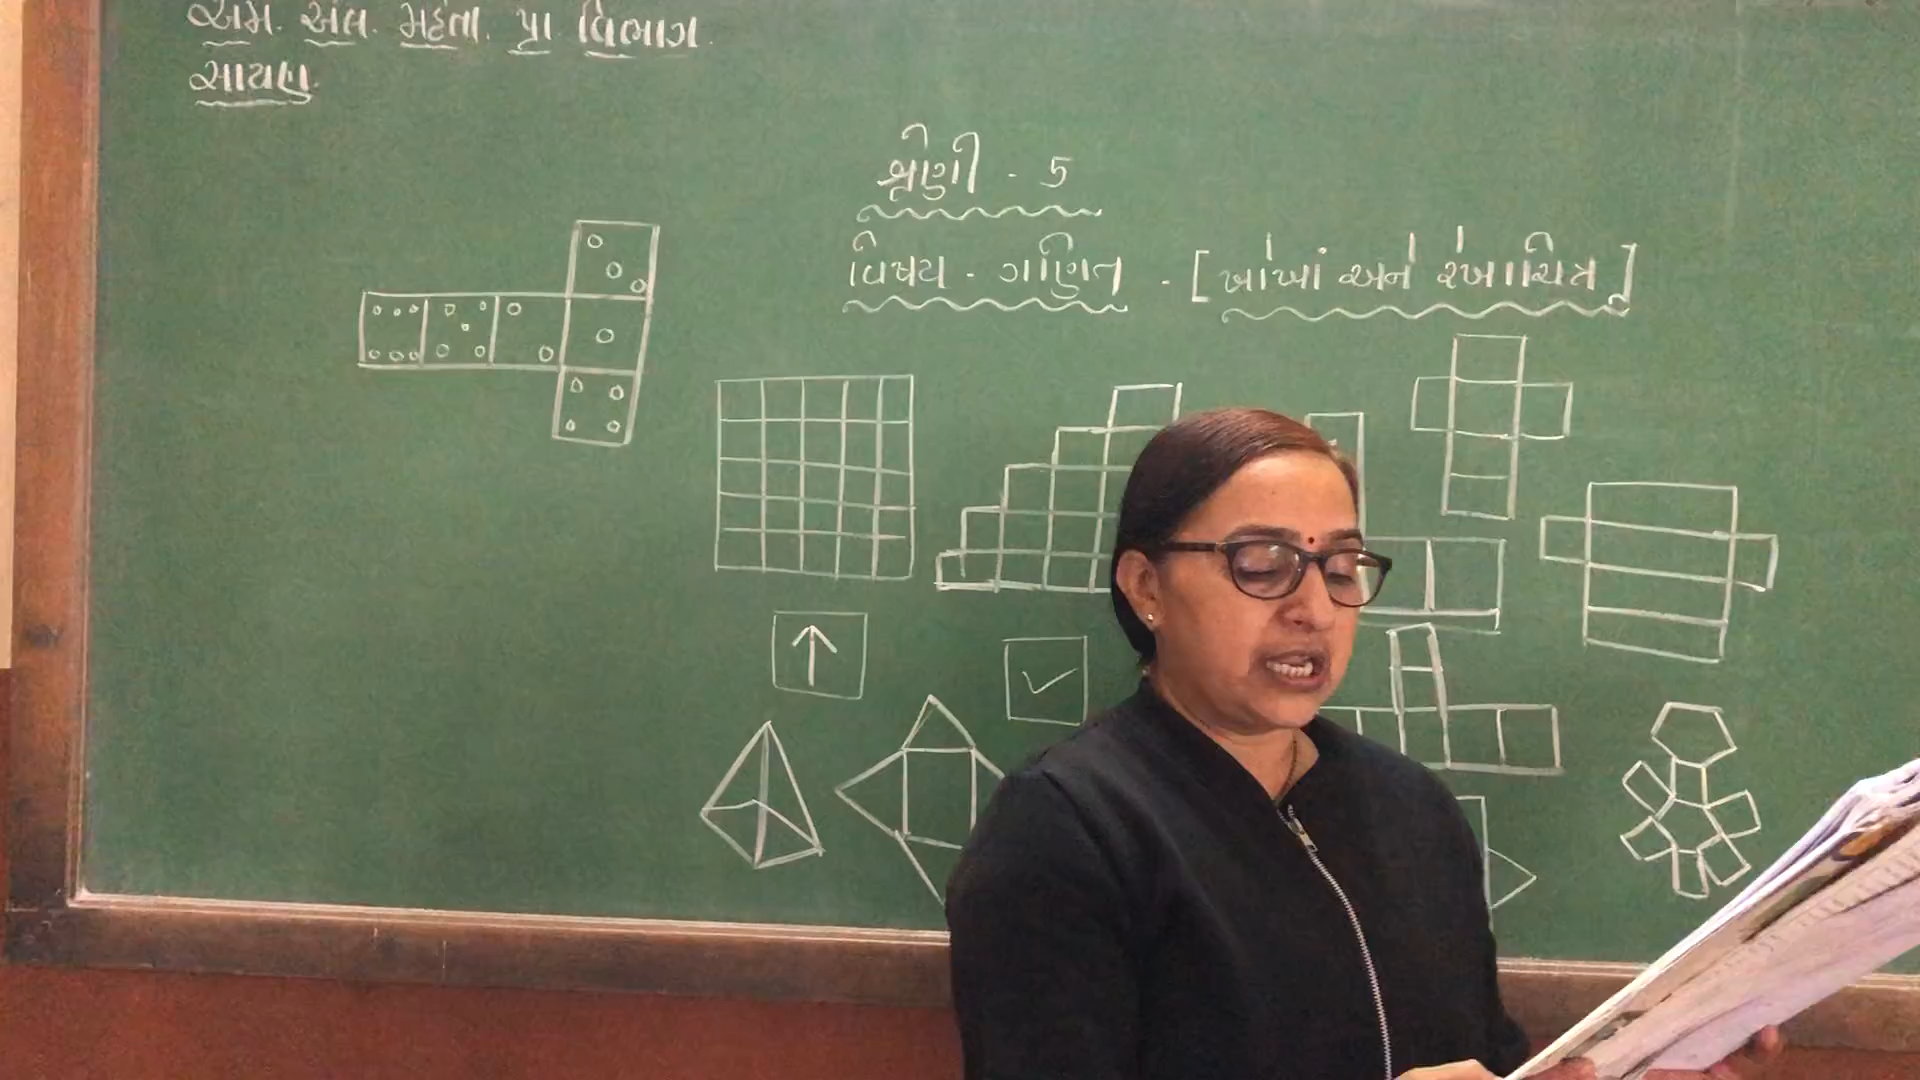 એમ. એલ. મહેતા. પ્રા. વિભાગ.
સાયણ.
શ્રેણી - 5
વિષય - ગણિત - [ખોખાં અને રેખાચિત્ર]